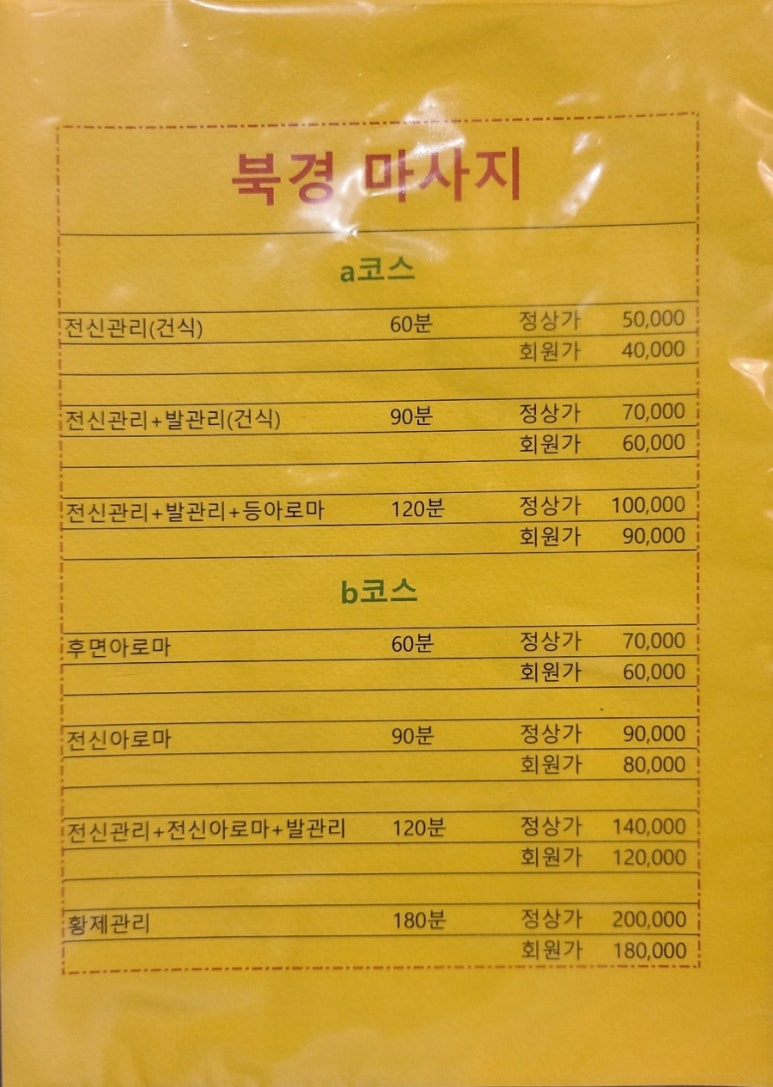 북경 마사지
a코스
전신관리(건식) 60분 정상가 50,000
회원가 40,000
전신관리+발관리(건식) 90분 정상가 70,000
회원가 60,000
전신관리+발관리+등아로마 120분 정상가 100,000
회원가 90,000
b코스
후면아로마 60분 정상가 70,000
회원가 60,000
전신아로마 90분 정상가 90,000
회원가 80,000
전신관리+전신아로마+발관리 120분 정상가 140,000
회원가 120,000
황제관리 180분 정상가 200,000
회원가 180,000